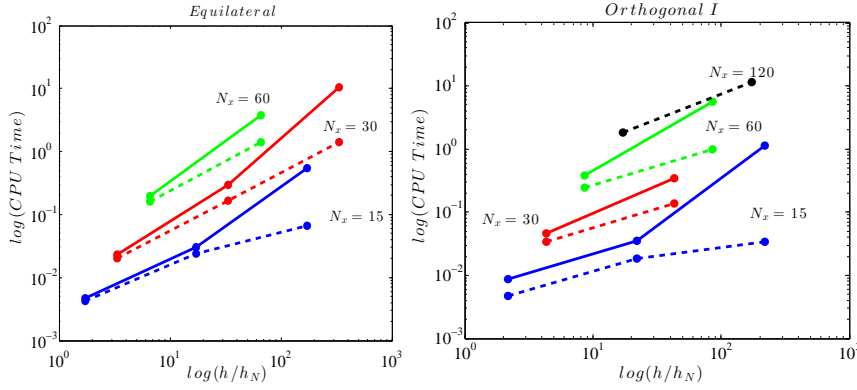 Equilateral
10^2
10^1
10^0
10^{-1}
10^{-2}
10^{-3}
log(CPU Time)
N_x = 60
N_x = 30
N_x = 15
10^0 10^1 10^2 10^3
log(h/h_N)
Orthogonal I
10^2
10^1
10^0
10^{-1}
10^{-2}
10^{-3}
log(CPU Time)
N_x = 120
N_x = 60
N_x = 30
N_x = 15
10^0 10^1 10^2 10^3
log(h/h_N)